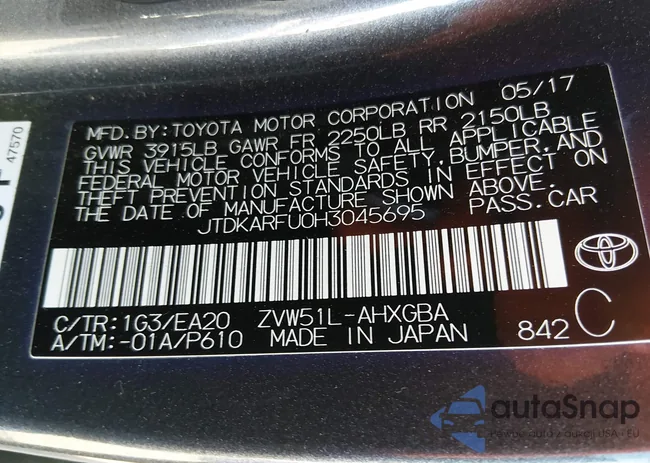 47570
MFD.BY:TOYOTA MOTOR CORPORATION 05/17
GVWR 3915LB GAWR FR 2250LB RR 2150LB
THIS VEHICLE CONFORMS TO ALL APPLICABLE
FEDERAL MOTOR VEHICLE SAFETY,BUMPER,AND
THEFT PREVENTION STANDARDS IN EFFECT ON
THE DATE OF MANUFACTURE SHOWN ABOVE.
JTDKARFU0H3045695 PASS.CAR
C/TR:1G3/EA20 ZVW51L-AHXGBA
A/TM:-01A/P610 MADE IN JAPAN 842 C
autoSnap